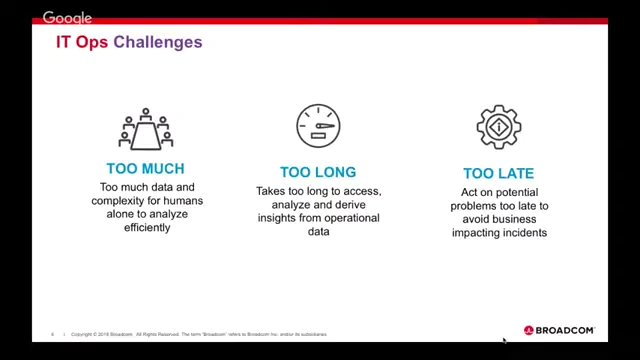 Google
IT Ops Challenges
TOO MUCH
Too much data and
complexity for humans
alone to analyze
efficiently
TOO LONG
Takes too long to access,
analyze and derive
insights from operational
data
TOO LATE
Act on potential
problems too late to
avoid business
impacting incidents
Copyright © 2018 Broadcom. All Rights Reserved. The term "Broadcom" refers to Broadcom Inc. and/or its subsidiaries.
BROADCOM